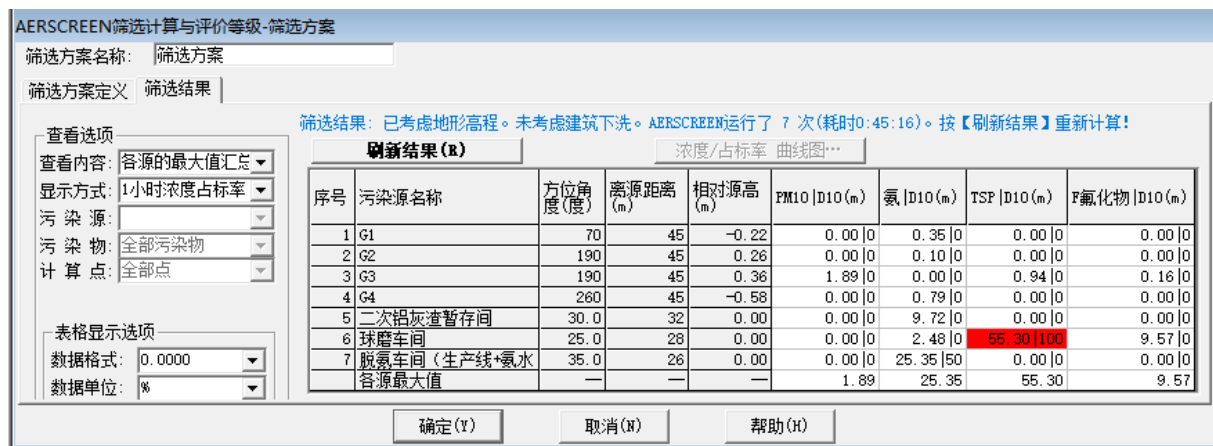 AERSCREEN筛选计算与评价等级-筛选方案
筛选方案名称: 筛选方案
筛选方案定义 筛选结果
筛选结果: 已考虑地形高程。未考虑建筑下洗。AERSCREEN运行了 7 次(耗时0:45:16)。按【刷新结果】重新计算!
查看选项
查看内容: 各源的最大值汇总
显示方式: 1小时浓度占标率
污 染 源:
污 染 物: 全部污染物
计 算 点: 全部点
表格显示选项
数据格式: 0.0000
数据单位: %
刷新结果(R) 浓度/占标率 曲线图…
序号 污染源名称 方位角度(度) 离源距离(m) 相对源高(m) PM10|D10(m) 氨|D10(m) TSP|D10(m) F氟化物|D10(m)
1 G1 70 45 -0.22 0.00|0 0.35|0 0.00|0 0.00|0
2 G2 190 45 0.26 0.00|0 0.10|0 0.00|0 0.00|0
3 G3 190 45 0.36 1.89|0 0.00|0 0.94|0 0.16|0
4 G4 260 45 -0.58 0.00|0 0.79|0 0.00|0 0.00|0
5 二次铝灰渣暂存间 30.0 32 0.00 0.00|0 9.72|0 0.00|0 0.00|0
6 球磨车间 25.0 28 0.00 0.00|0 2.48|0 55.30|100 9.57|0
7 脱氨车间（生产线+氨水 35.0 26 0.00 0.00|0 25.35|50 0.00|0 0.00|0
各源最大值 — — — 1.89 25.35 55.30 9.57
确定(Y) 取消(N) 帮助(H)